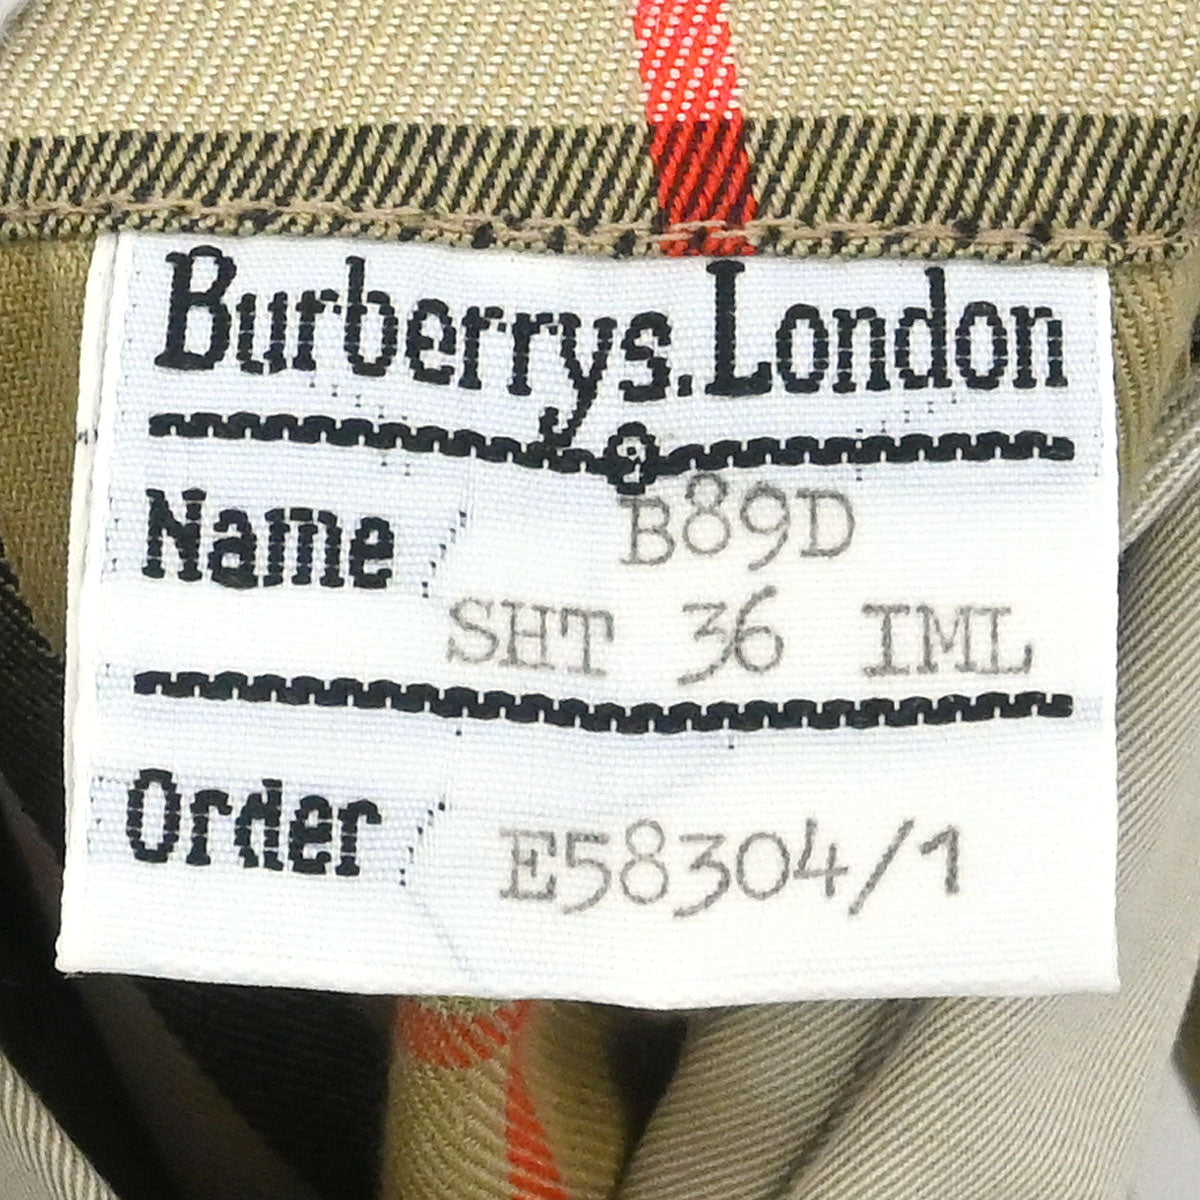 Burberrys. London
Name B89D
SHT 36 IML
Order E58304/1